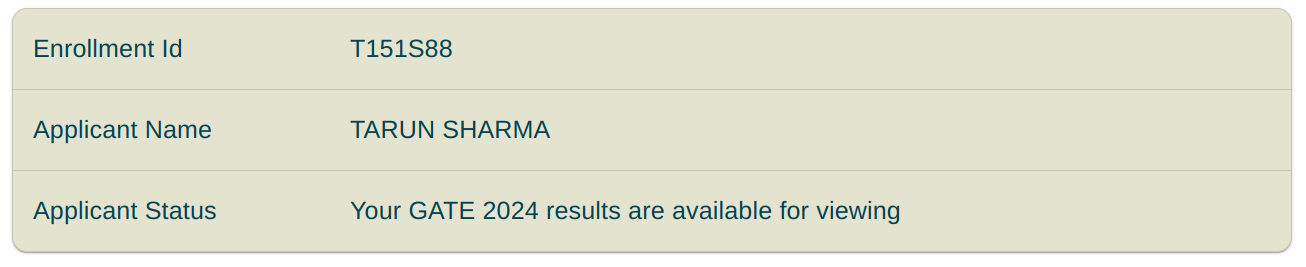 Enrollment Id T151S88
Applicant Name TARUN SHARMA
Applicant Status Your GATE 2024 results are available for viewing